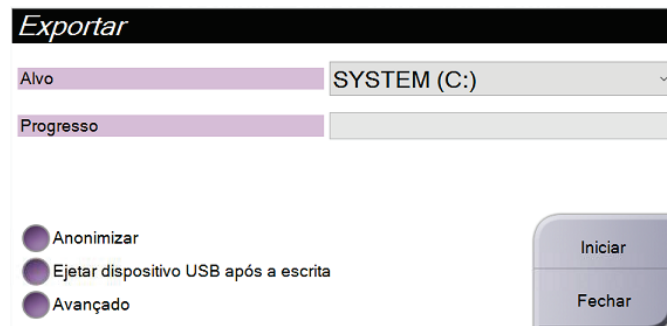 Exportar
Alvo
SYSTEM (C:)
Progresso
Anonimizar
Ejetar dispositivo USB após a escrita
Avançado
Iniciar
Fechar